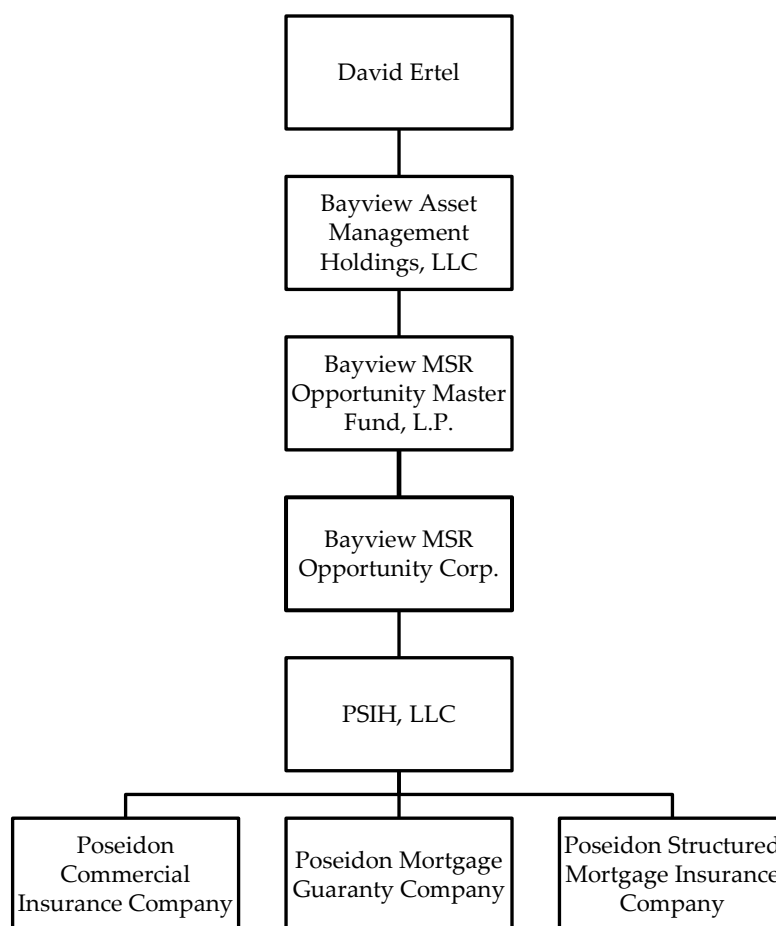 David Ertel
Bayview Asset
Management
Holdings, LLC
Bayview MSR
Opportunity Master
Fund, L.P.
Bayview MSR
Opportunity Corp.
PSIH, LLC
Poseidon
Commercial
Insurance Company
Poseidon Mortgage
Guaranty Company
Poseidon Structured
Mortgage Insurance
Company